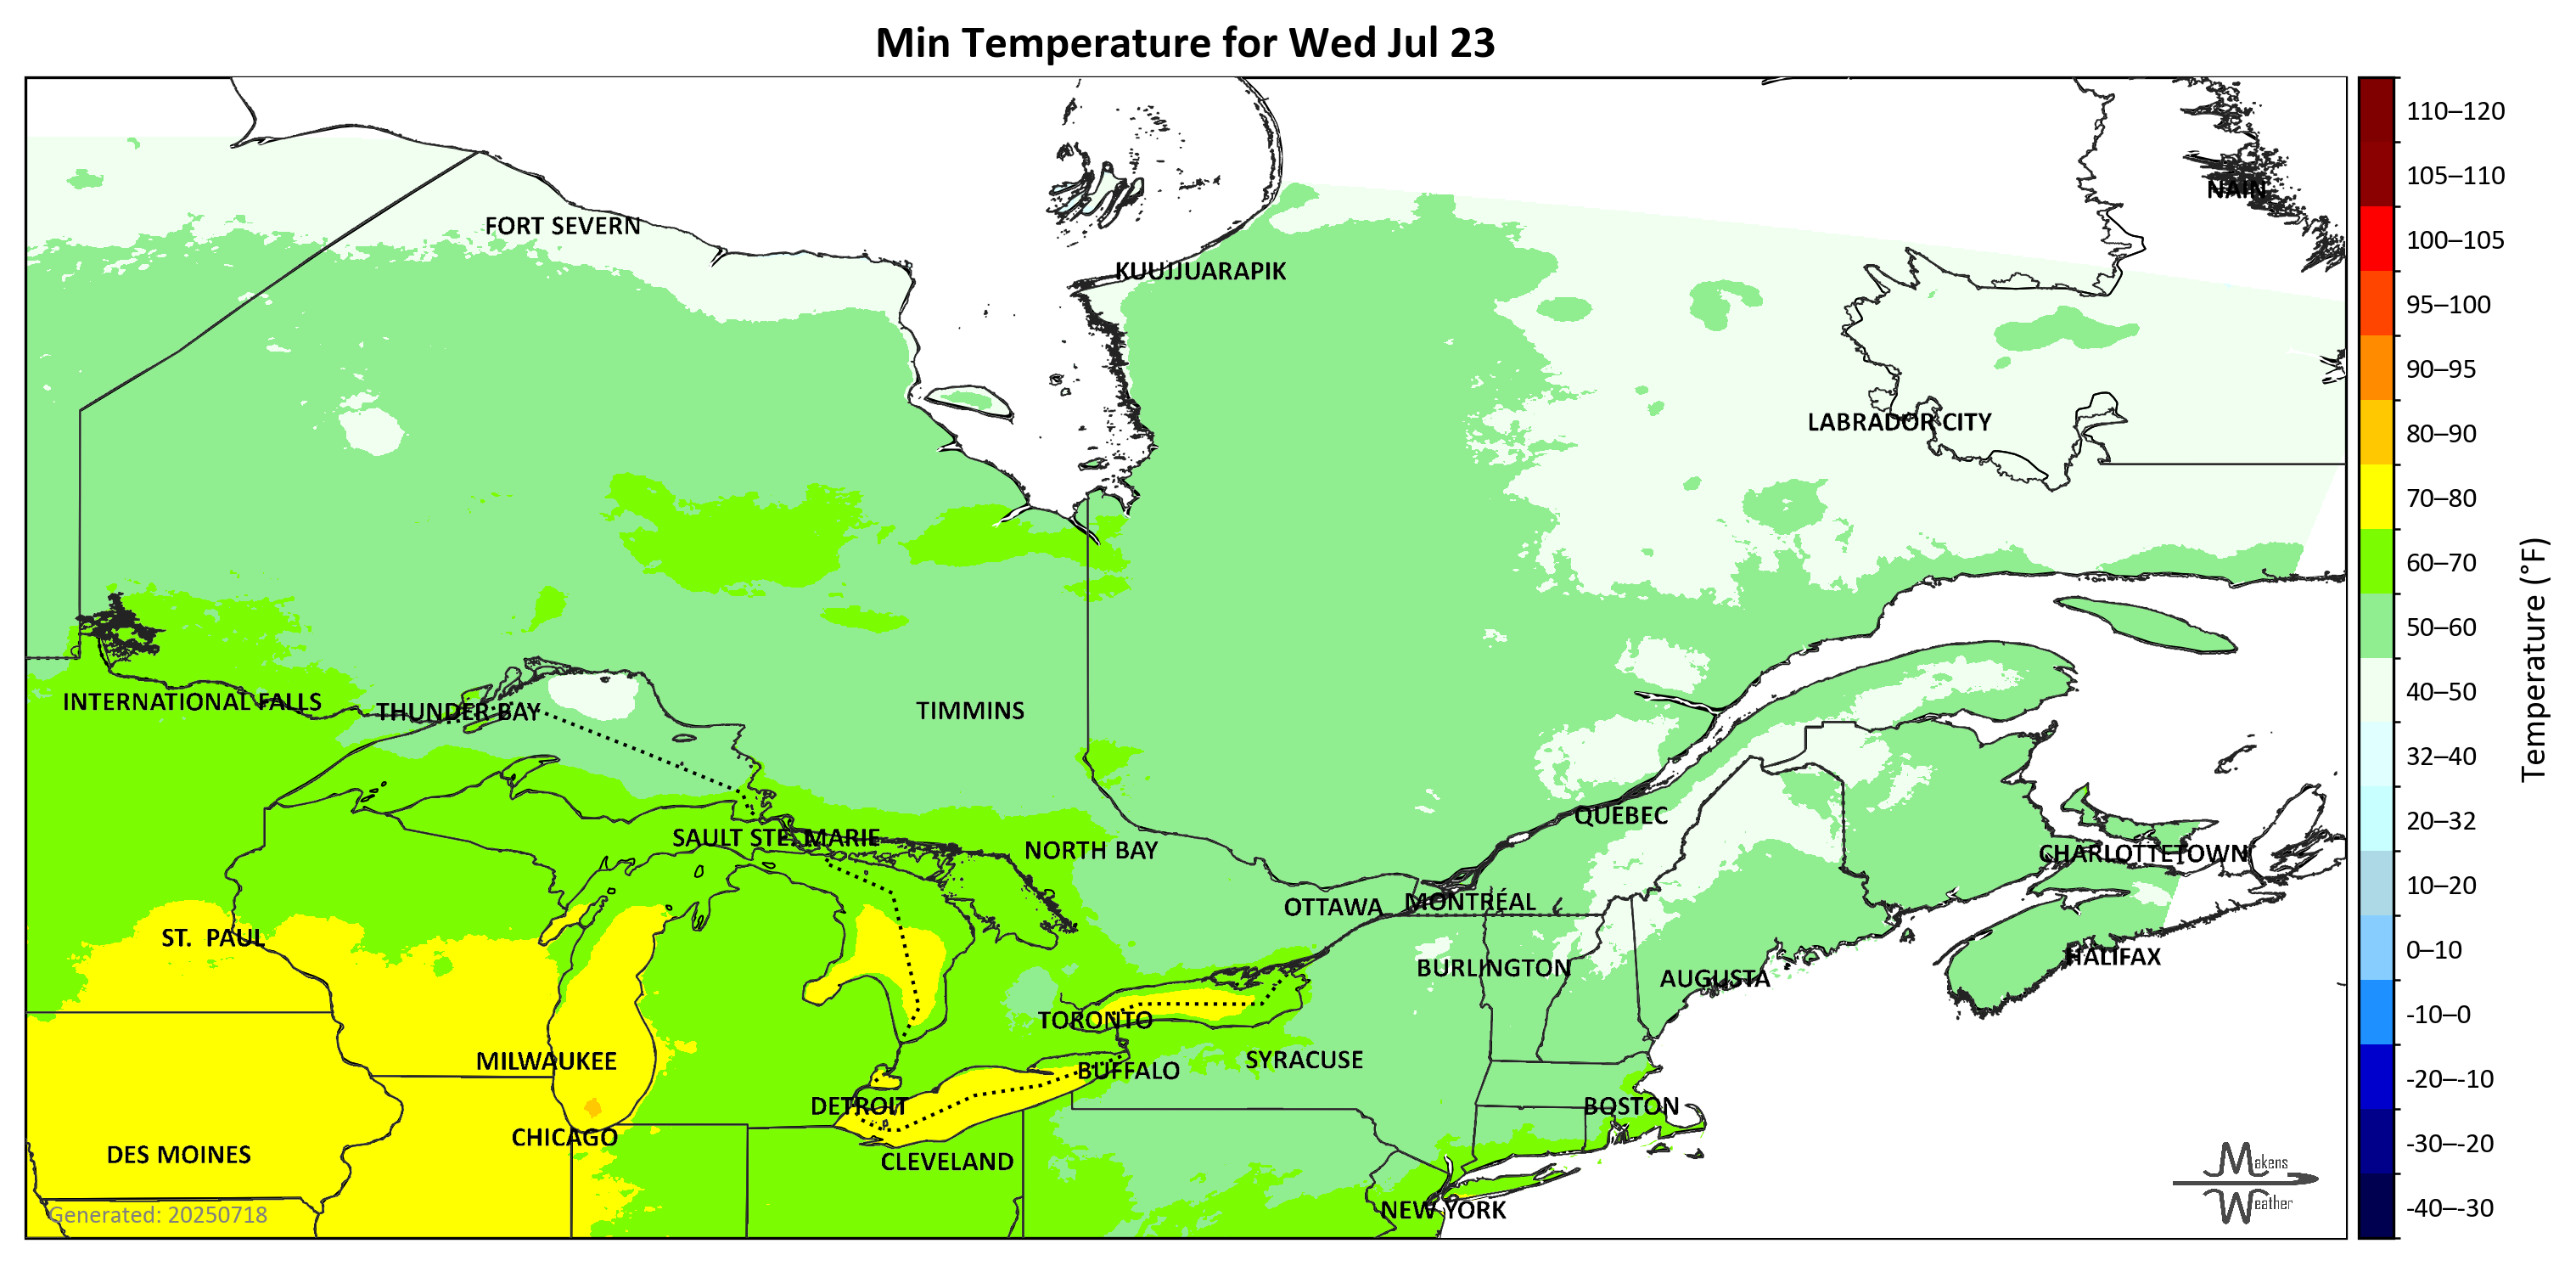 Min Temperature for Wed Jul 23
FORT SEVERN
KUUJJUARAPIK
NAIN
LABRADOR CITY
INTERNATIONAL FALLS
THUNDER BAY
TIMMINS
SAULT STE. MARIE
NORTH BAY
QUÉBEC
CHARLOTTETOWN
OTTAWA
MONTRÉAL
ST.  PAUL
BURLINGTON
AUGUSTA
HALIFAX
TORONTO
MILWAUKEE
BUFFALO
SYRACUSE
DETROIT
BOSTON
CHICAGO
DES MOINES
CLEVELAND
NEW YORK
Generated: 20250718
Makens
Weather
110–120
105–110
100–105
95–100
90–95
80–90
70–80
60–70
50–60
40–50
32–40
20–32
10–20
0–10
-10–0
-20–-10
-30–-20
-40–-30
Temperature (°F)